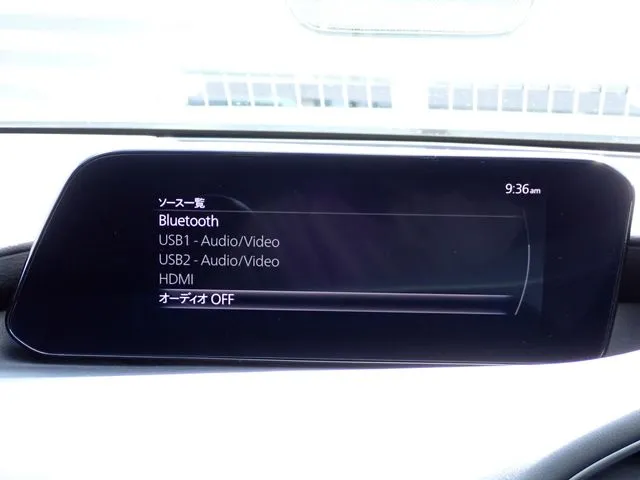 9:36am
ソース一覧
Bluetooth
USB1 - Audio/Video
USB2 - Audio/Video
HDMI
オーディオ OFF